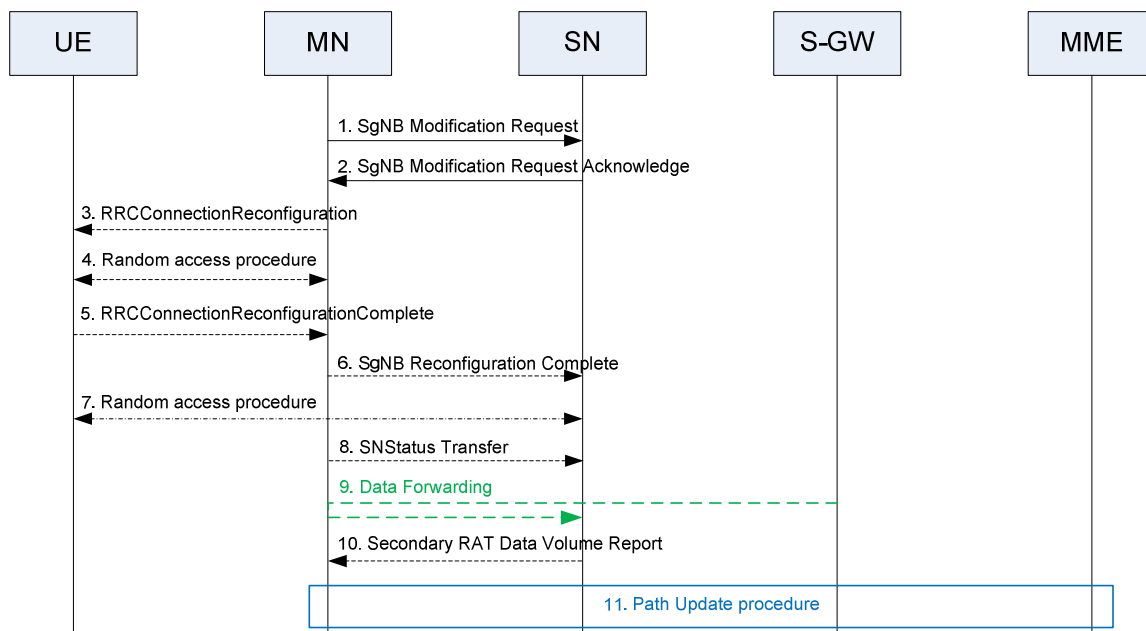 UE
MN
SN
S-GW
MME
1. SgNB Modification Request
2. SgNB Modification Request Acknowledge
3. RRCConnectionReconfiguration
4. Random access procedure
5. RRCConnectionReconfigurationComplete
6. SgNB Reconfiguration Complete
7. Random access procedure
8. SNStatus Transfer
9. Data Forwarding
10. Secondary RAT Data Volume Report
11. Path Update procedure